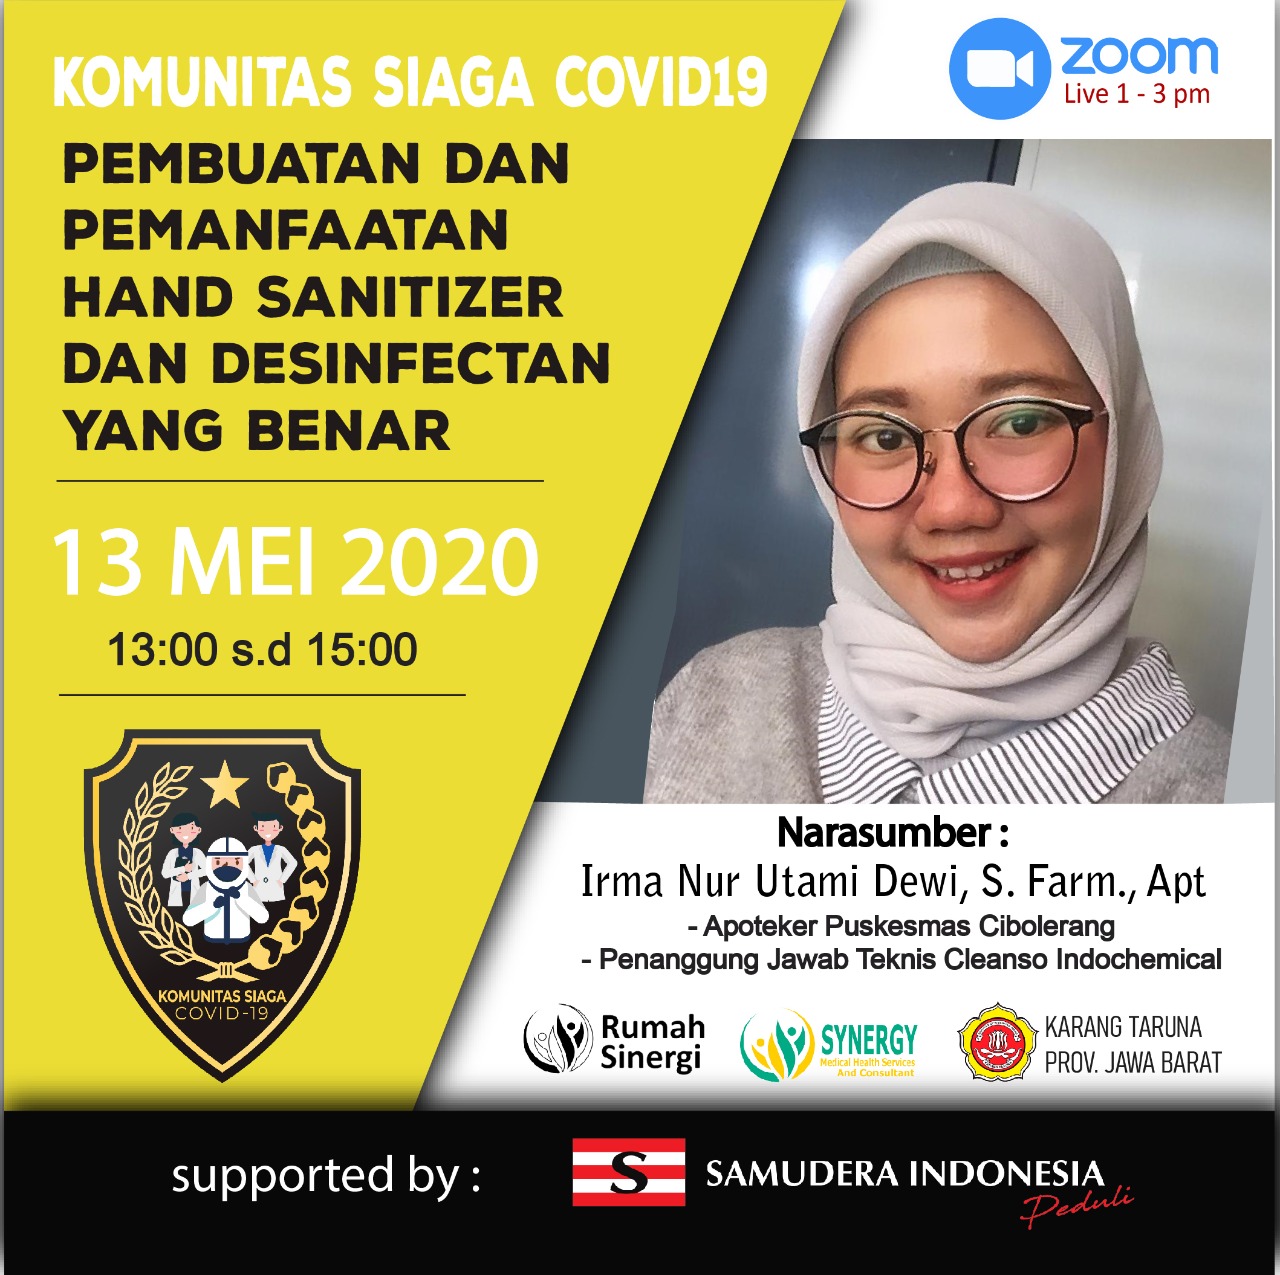 KOMUNITAS SIAGA COVID19
PEMBUATAN DAN
PEMANFAATAN
HAND SANITIZER
DAN DESINFECTAN
YANG BENAR
13 MEI 2020
13:00 s.d 15:00
KOMUNITAS SIAGA
COVID-19
zoom
Live 1 - 3 pm
Narasumber :
Irma Nur Utami Dewi, S. Farm., Apt
- Apoteker Puskesmas Cibolerang
- Penanggung Jawab Teknis Cleanso Indochemical
Rumah
Sinergi
SYNERGY
Medical Health Services
And Consultant
KARANG TARUNA
PROV. JAWA BARAT
supported by :
S
SAMUDERA INDONESIA
Peduli